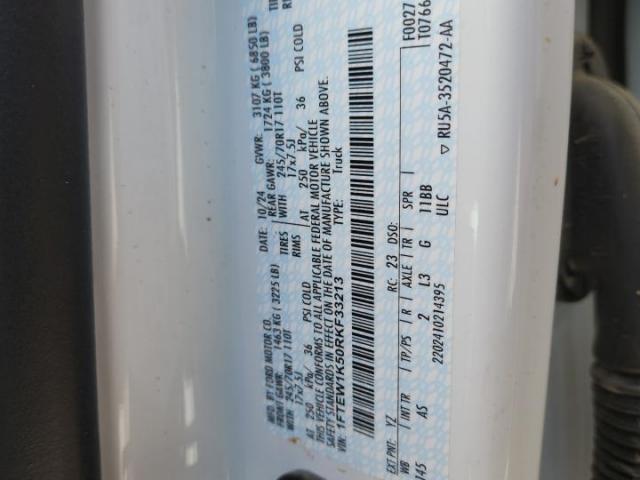 MFD. BY FORD MOTOR CO.
DATE: 10/24 GVWR: 3107 KG ( 6850 LB)
FRONT GAWR: 1463 KG ( 3225 LB) REAR GAWR: 1724 KG ( 3800 LB)
WITH 245/70R17 110T TIRES WITH 245/70R17 110T
17x7.5J RIMS 17x7.5J
AT 250 kPa/ 36 PSI COLD AT 250 kPa/ 36 PSI COLD
THIS VEHICLE CONFORMS TO ALL APPLICABLE FEDERAL MOTOR VEHICLE
SAFETY STANDARDS IN EFFECT ON THE DATE OF MANUFACTURE SHOWN ABOVE.
VIN: 1FTEW1K50RKF33213 TYPE: Truck
F0027
T0766
EXT PNT: YZ RC: 23 DSO:
WB INT TR TP/PS R AXLE TR SPR
145 AS 2 L3 G 11BB
2202410214395 ULC
▽ RU5A-3520472-AA